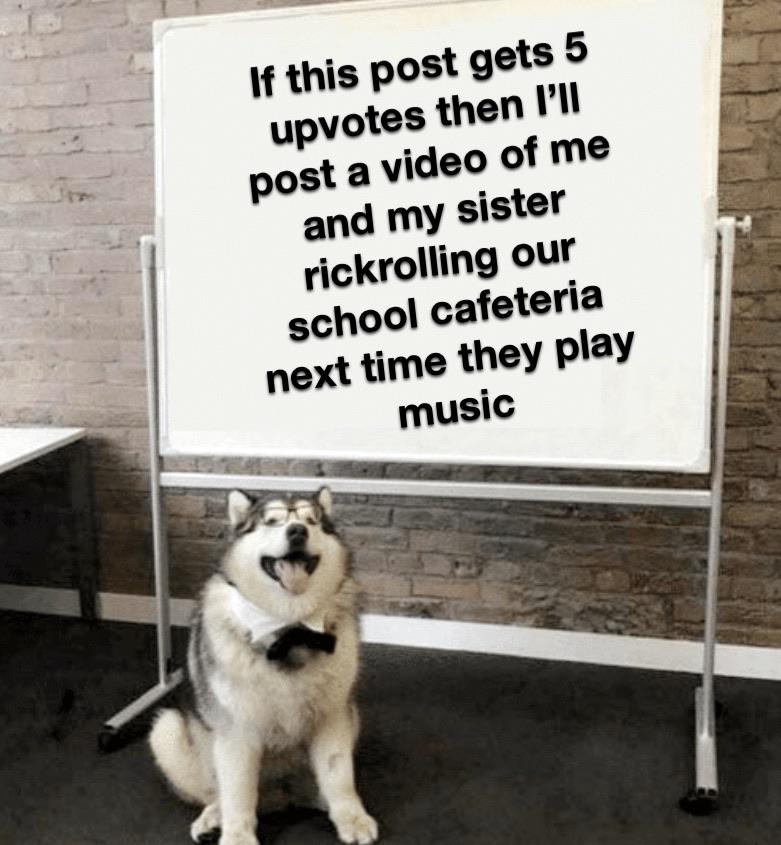 If this post gets 5
upvotes then I’ll
post a video of me
and my sister
rickrolling our
school cafeteria
next time they play
music